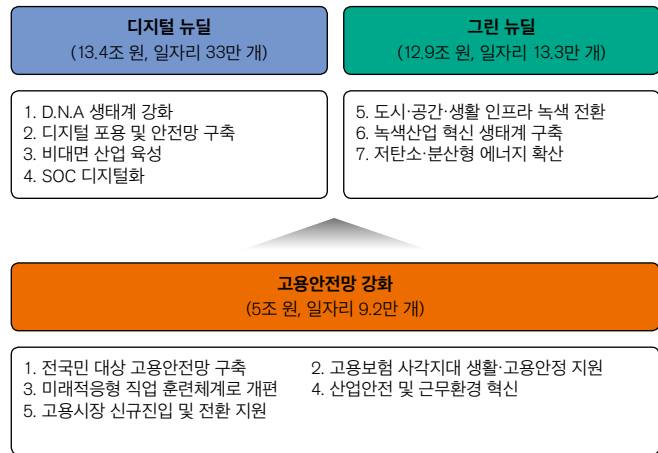 디지털 뉴딜
(13.4조 원, 일자리 33만 개)
그린 뉴딜
(12.9조 원, 일자리 13.3만 개)
1. D.N.A 생태계 강화
2. 디지털 포용 및 안전망 구축
3. 비대면 산업 육성
4. SOC 디지털화
5. 도시·공간·생활 인프라 녹색 전환
6. 녹색산업 혁신 생태계 구축
7. 저탄소·분산형 에너지 확산
고용안전망 강화
(5조 원, 일자리 9.2만 개)
1. 전국민 대상 고용안전망 구축 2. 고용보험 사각지대 생활·고용안정 지원
3. 미래적응형 직업 훈련체계로 개편 4. 산업안전 및 근무환경 혁신
5. 고용시장 신규진입 및 전환 지원